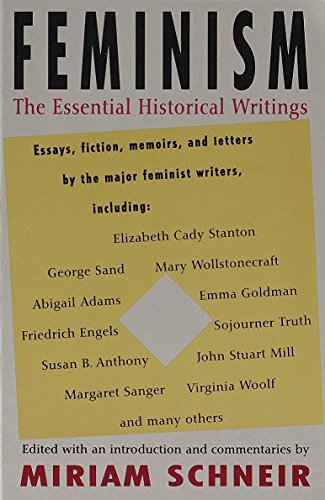 FEMINISM
The Essential Historical Writings
Essays, fiction, memoirs, and letters
by the major feminist writers,
including:
Elizabeth Cady Stanton
George Sand Mary Wollstonecraft
Abigail Adams Emma Goldman
Friedrich Engels Sojourner Truth
Susan B. Anthony John Stuart Mill
Margaret Sanger Virginia Woolf
and many others
Edited with an introduction and commentaries by
MIRIAM SCHNEIR